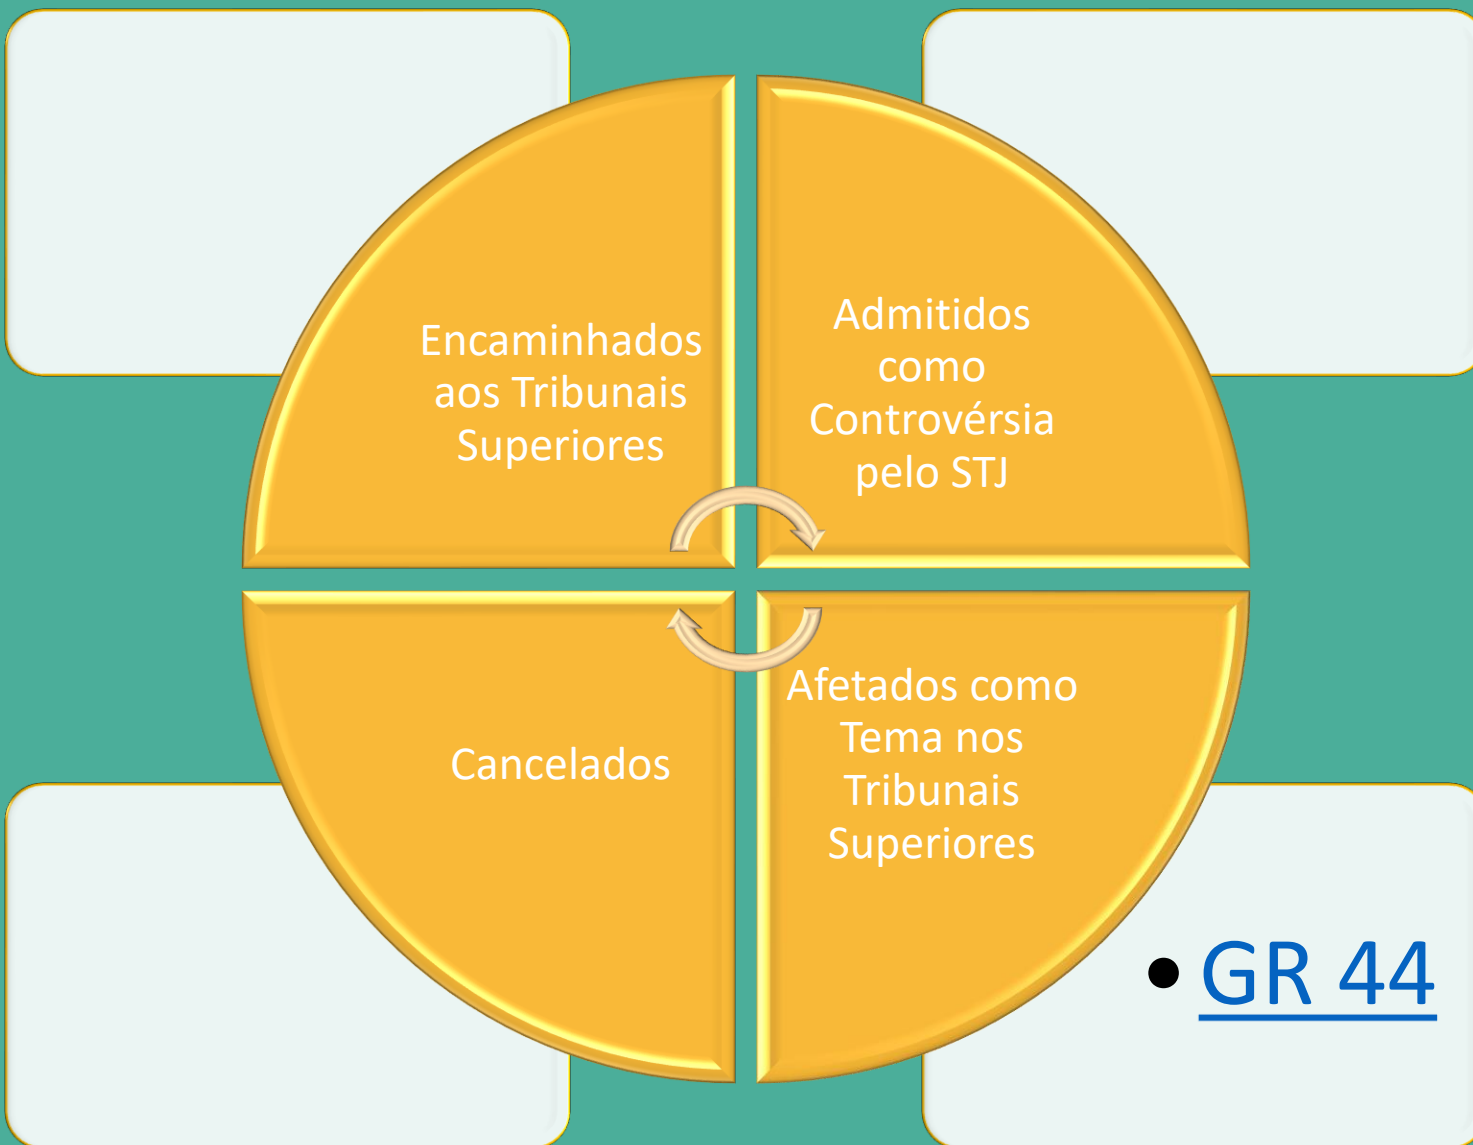 Encaminhados
aos Tribunais
Superiores
Admitidos
como
Controvérsia
pelo STJ
Cancelados
Afetados como
Tema nos
Tribunais
Superiores
• GR 44